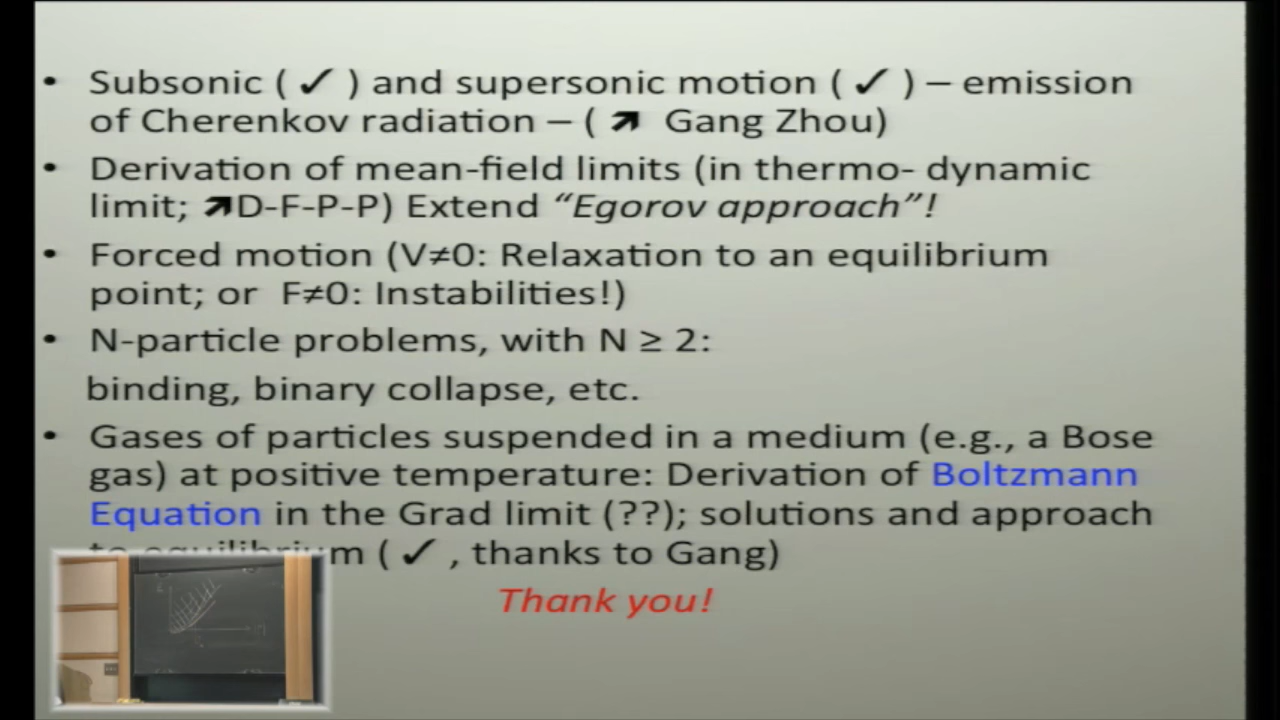 • Subsonic ( ✓ ) and supersonic motion ( ✓ ) – emission
of Cherenkov radiation – ( ↗ Gang Zhou)
• Derivation of mean-field limits (in thermo- dynamic
limit; ↗D-F-P-P) Extend “Egorov approach”!
• Forced motion (V≠0: Relaxation to an equilibrium
point; or F≠0: Instabilities!)
• N-particle problems, with N ≥ 2:
binding, binary collapse, etc.
• Gases of particles suspended in a medium (e.g., a Bose
gas) at positive temperature: Derivation of Boltzmann
Equation in the Grad limit (??); solutions and approach
to equilibrium ( ✓ , thanks to Gang)
Thank you!